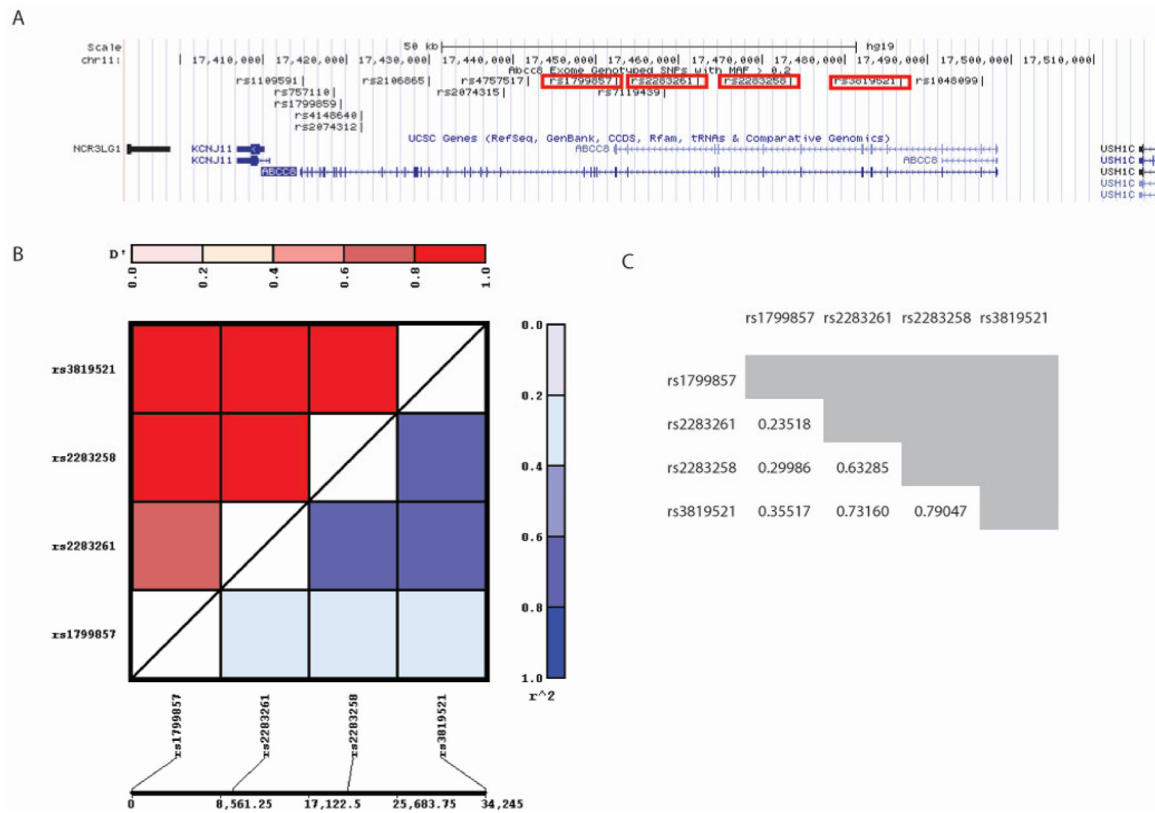 A
Scale 50 kb hg19
chr11: 17,410,000 17,420,000 17,430,000 17,440,000 17,450,000 17,460,000 17,470,000 17,480,000 17,490,000 17,500,000 17,510,000
Abcc8 Exome Genotyped SNPs with MAF > 0.2
rs1109591 rs2106865 rs4757517 rs1799857 rs2283261 rs2283258 rs3819521 rs1048099
rs757110 rs2074315 rs7119439
rs1799859
rs4148640
rs2074312
UCSC Genes (RefSeq, GenBank, CCDS, Rfam, tRNAs & Comparative Genomics)
NCR3LG1 KCNJ11 ABCC8 USH1C
KCNJ11 ABCC8 USH1C
ABCC8 USH1C
USH1C
USH1C
B
D'
0.0 0.2 0.4 0.6 0.8 1.0
rs3819521
rs2283258
rs2283261
rs1799857
0.0
0.2
0.4
0.6
0.8
1.0
r^2
rs1799857 rs2283261 rs2283258 rs3819521
0 8,561.25 17,122.5 25,683.75 34,245
C
rs1799857 rs2283261 rs2283258 rs3819521
rs1799857
rs2283261 0.23518
rs2283258 0.29986 0.63285
rs3819521 0.35517 0.73160 0.79047